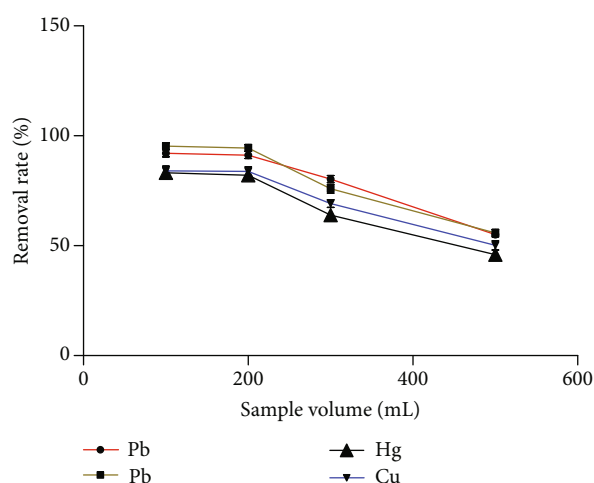 150
100
50
0
Removal rate (%)
0
200
400
600
Sample volume (mL)
Pb
Hg
Pb
Cu